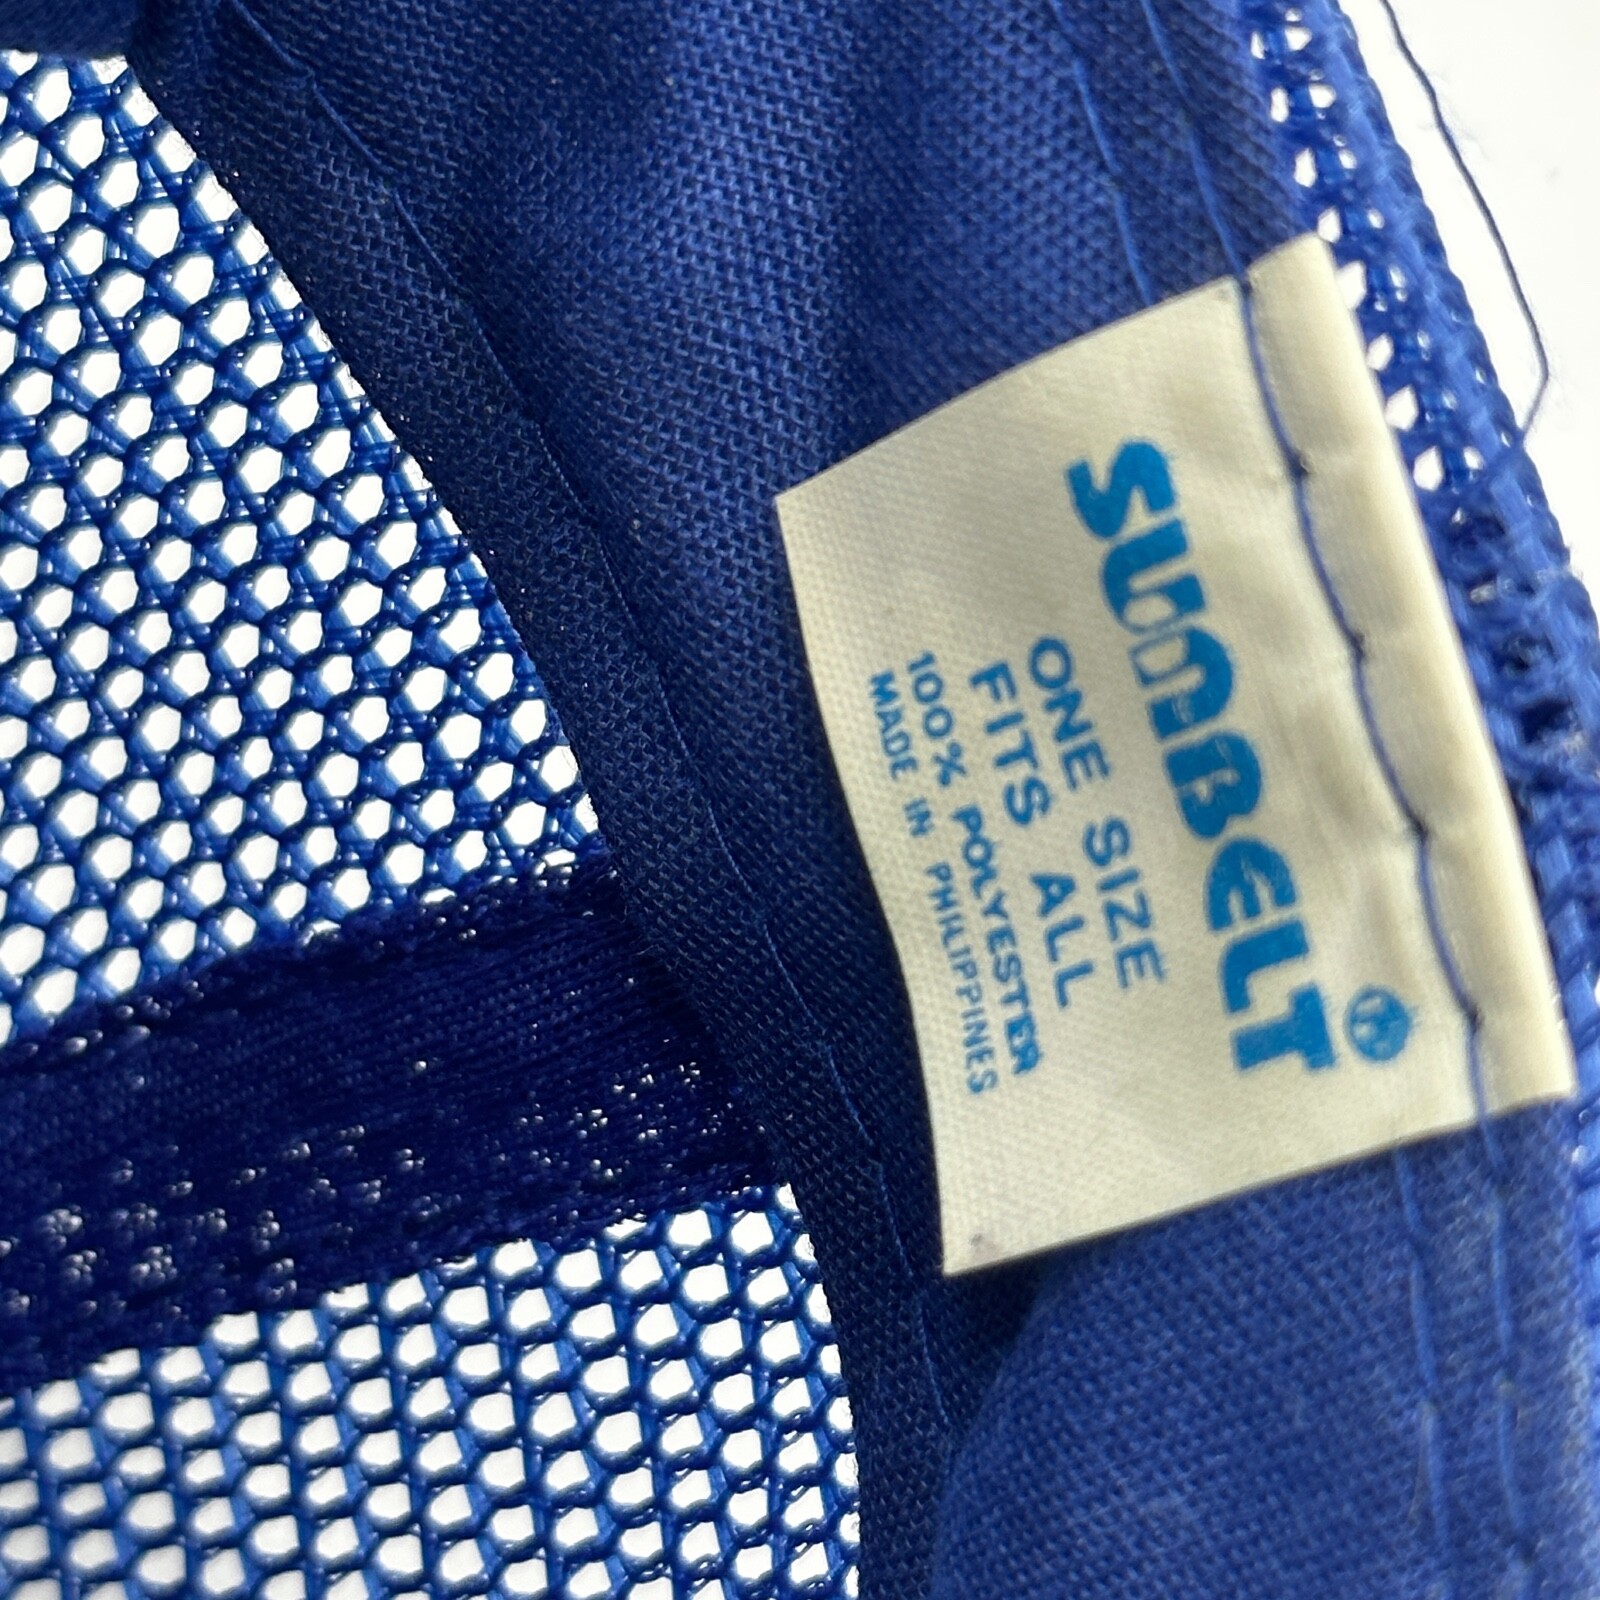 SUNBELT
ONE SIZE
FITS ALL
100% POLYESTER
MADE IN PHILIPPINES